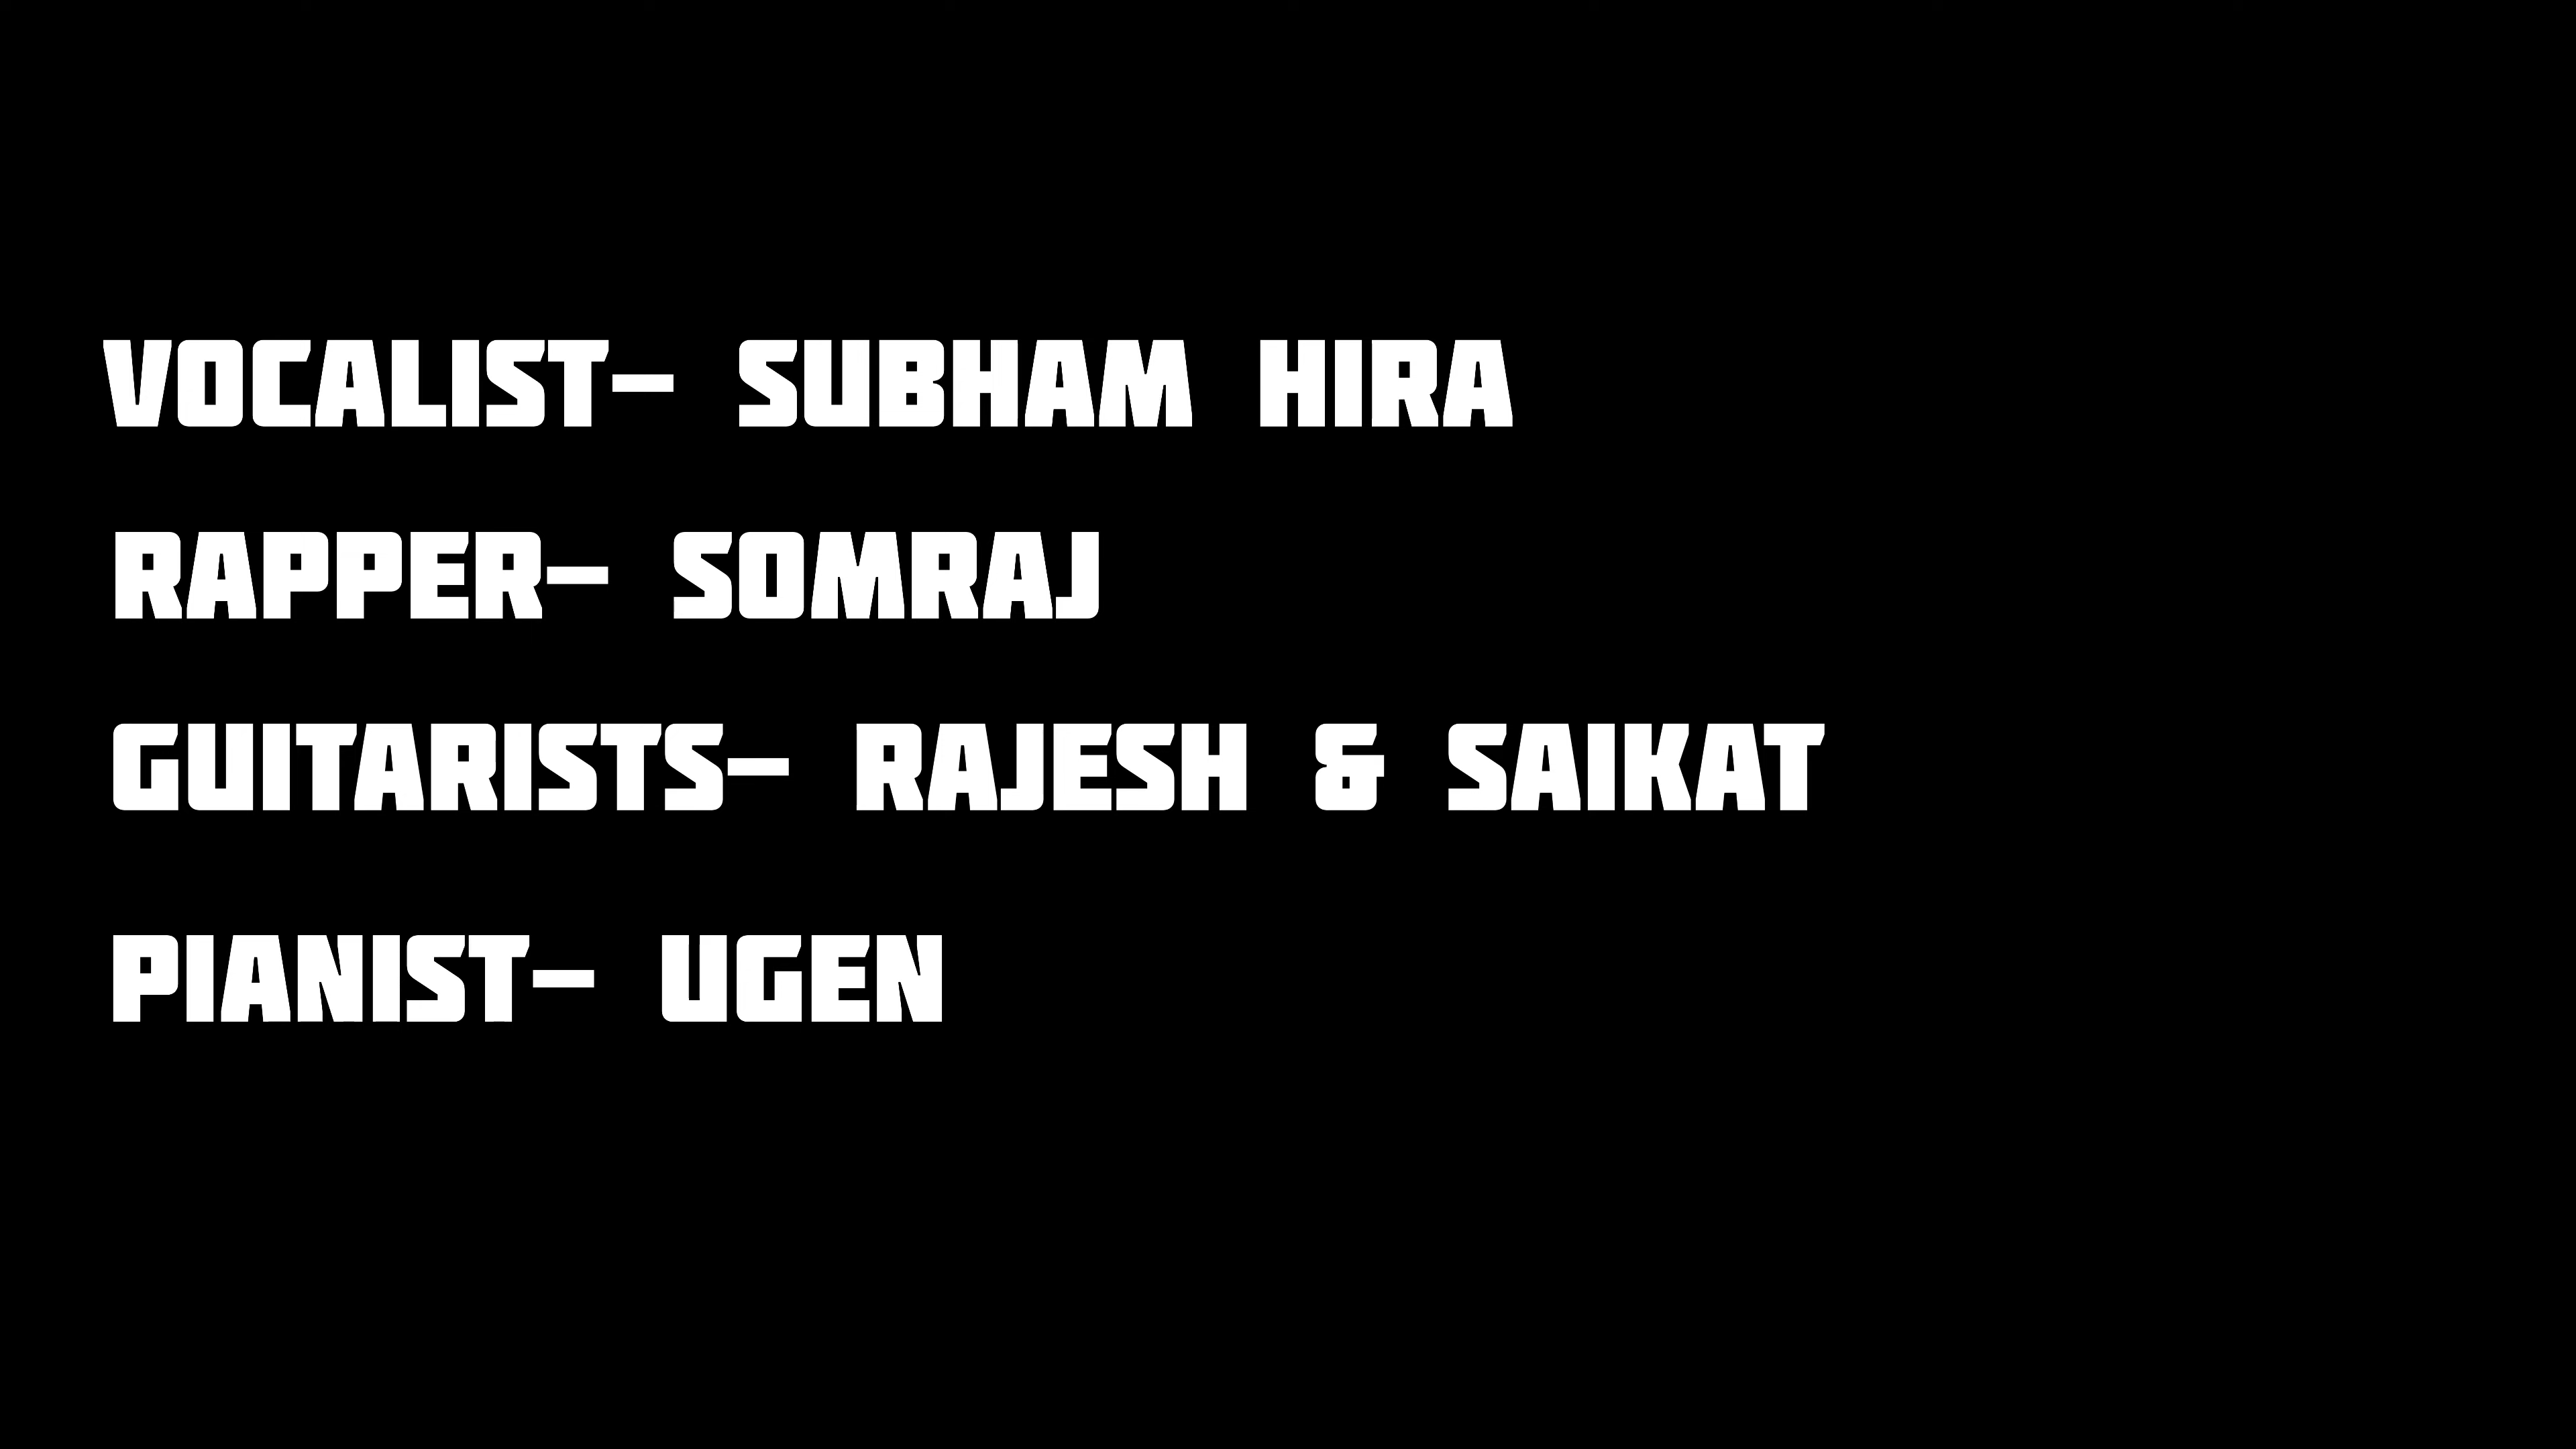 VOCALIST- SUBHAM HIRA
RAPPER- SOMRAJ
GUITARISTS- RAJESH & SAIKAT
PIANIST- UGEN